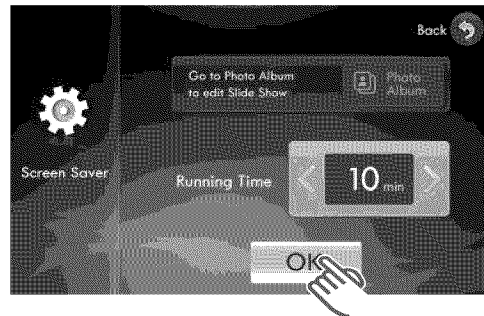 Back
Go to Photo Album
to edit Slide Show
Photo
Album
Screen Saver
Running Time
10 min
OK